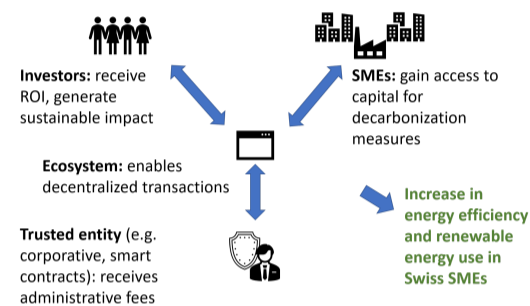 Investors: receive
ROI, generate
sustainable impact
SMEs: gain access to
capital for
decarbonization
measures
Ecosystem: enables
decentralized transactions
Trusted entity (e.g.
corporative, smart
contracts): receives
administrative fees
Increase in
energy efficiency
and renewable
energy use in
Swiss SMEs